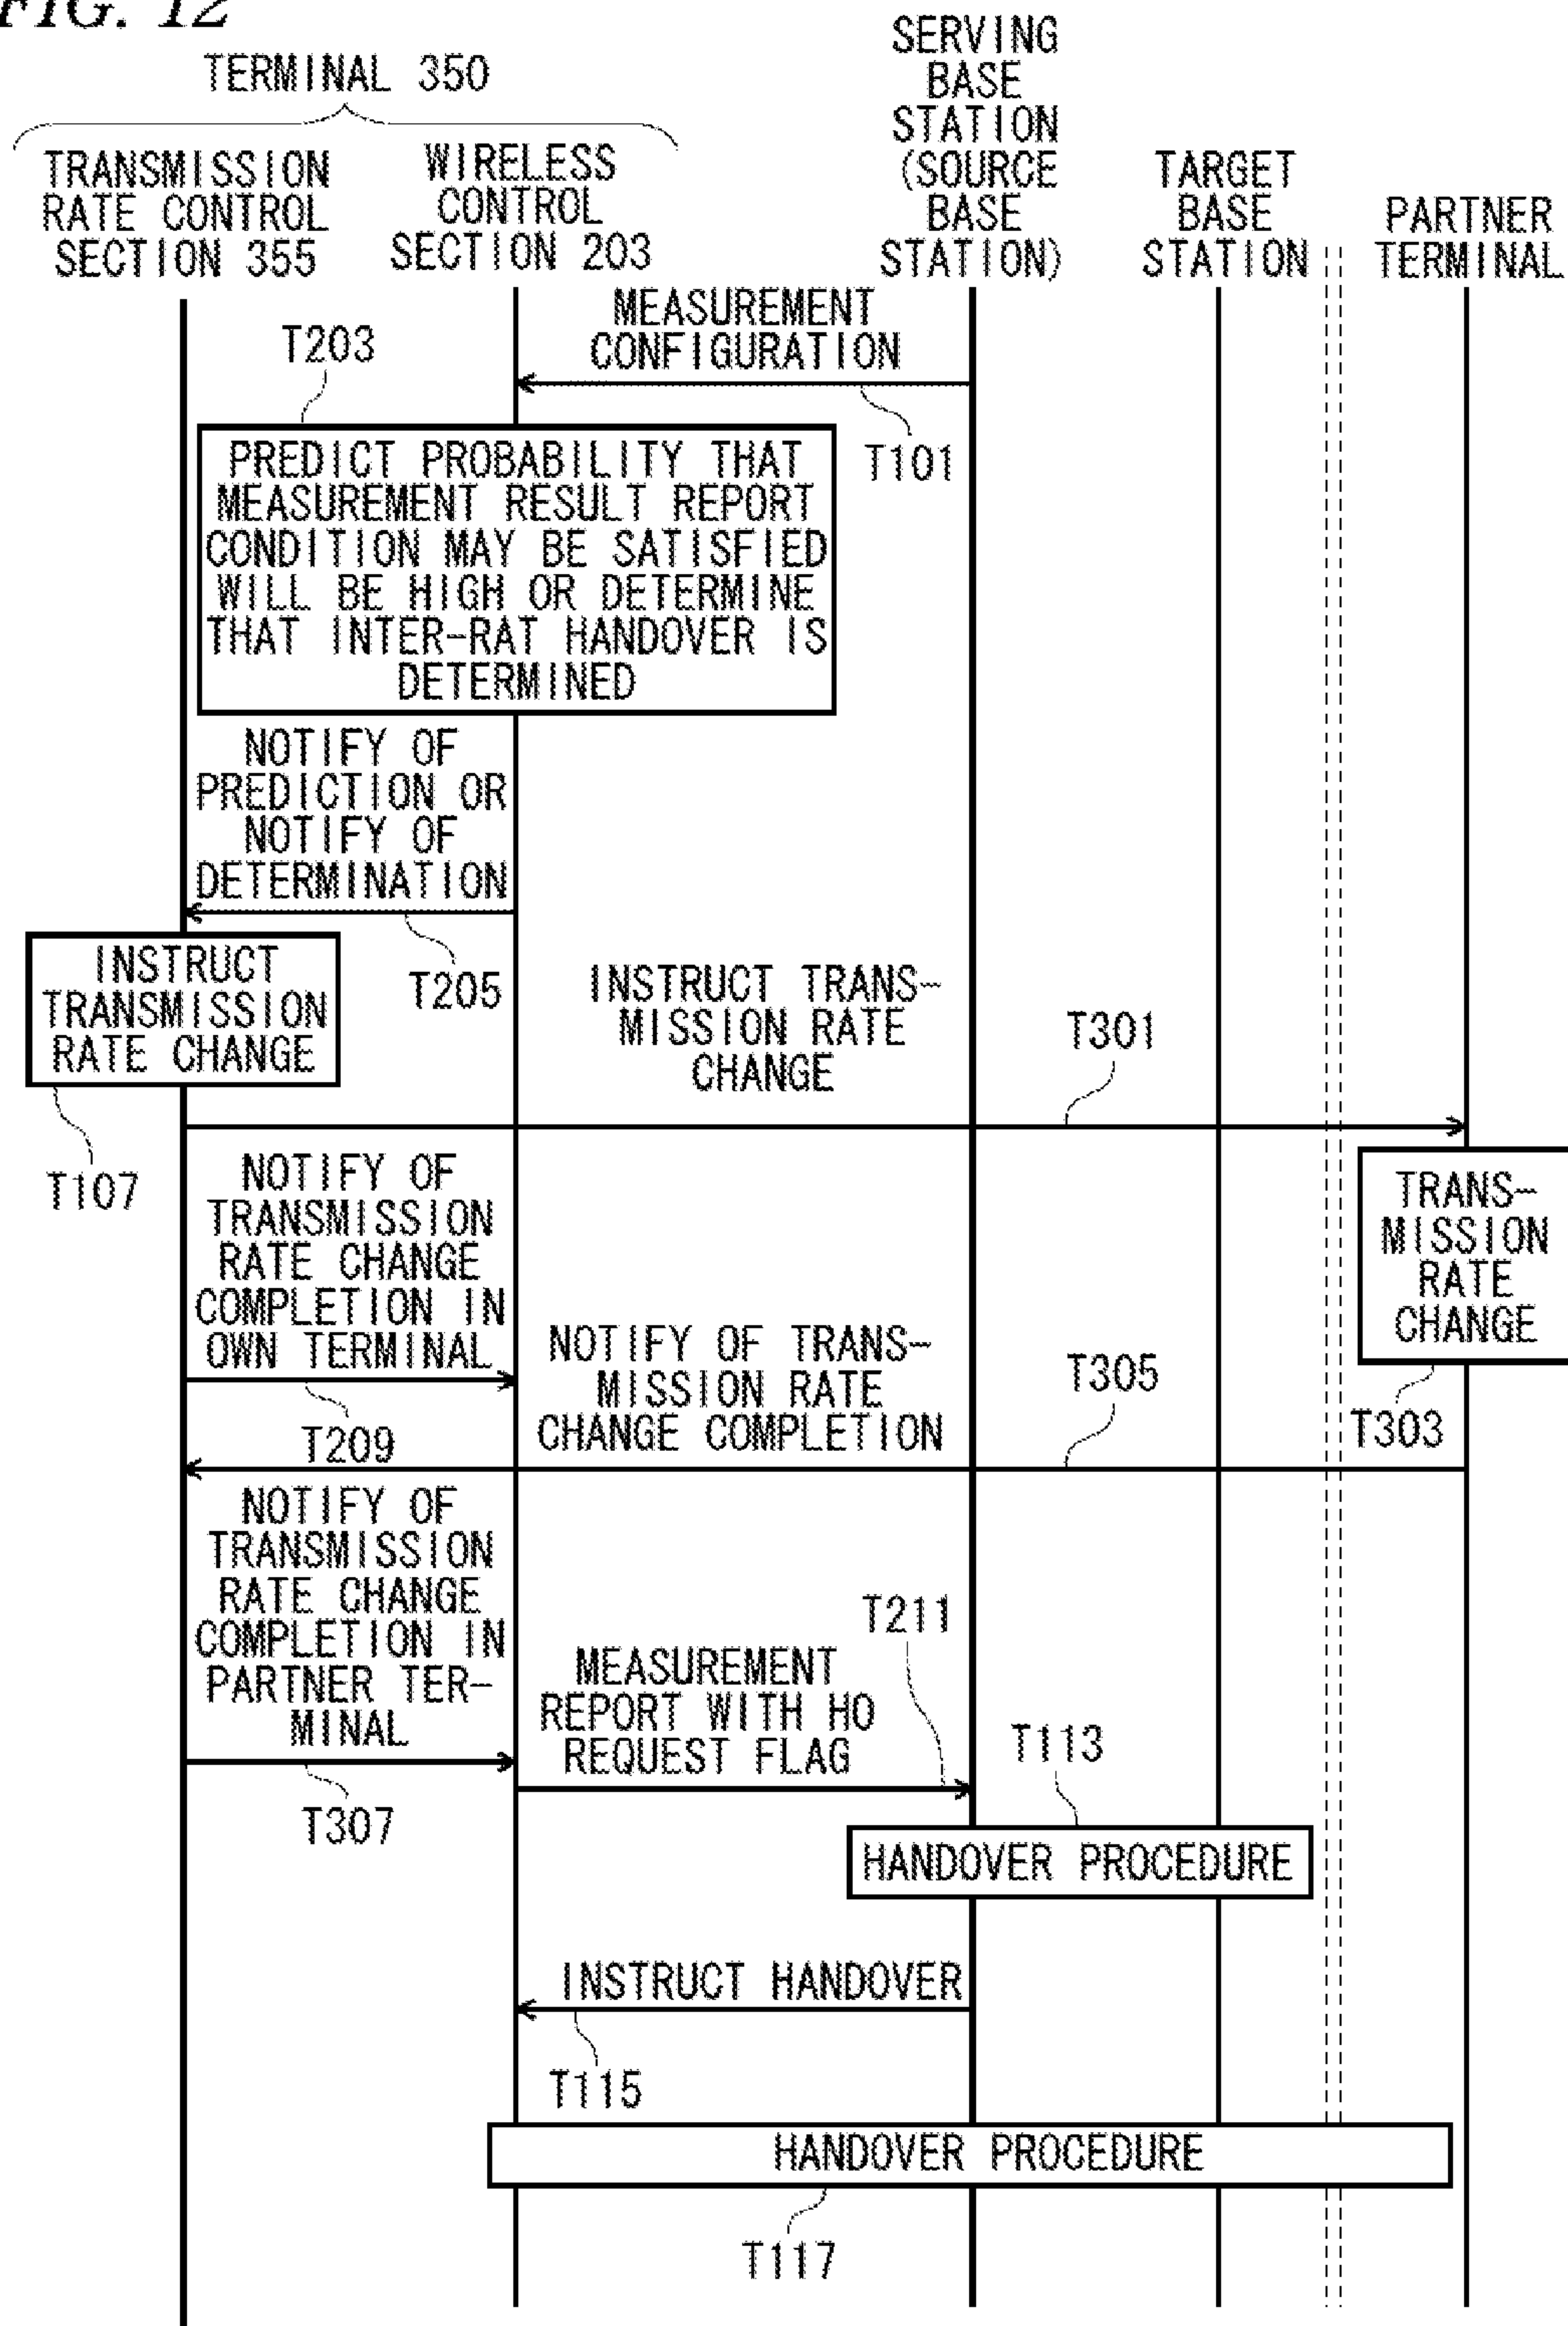 FIG. 12
TERMINAL 350
TRANSMISSION
RATE CONTROL
SECTION 355
WIRELESS
CONTROL
SECTION 203
SERVING
BASE
STATION
(SOURCE
BASE
STATION)
TARGET
BASE
STATION
PARTNER
TERMINAL
MEASUREMENT
CONFIGURATION
T101
T203
PREDICT PROBABILITY THAT
MEASUREMENT RESULT REPORT
CONDITION MAY BE SATISFIED
WILL BE HIGH OR DETERMINE
THAT INTER-RAT HANDOVER IS
DETERMINED
NOTIFY OF
PREDICTION OR
NOTIFY OF
DETERMINATION
T205
INSTRUCT
TRANSMISSION
RATE CHANGE
T107
INSTRUCT TRANS-
MISSION RATE
CHANGE
T301
TRANS-
MISSION
RATE
CHANGE
T303
NOTIFY OF
TRANSMISSION
RATE CHANGE
COMPLETION IN
OWN TERMINAL
T209
NOTIFY OF TRANS-
MISSION RATE
CHANGE COMPLETION
T305
NOTIFY OF
TRANSMISSION
RATE CHANGE
COMPLETION IN
PARTNER TER-
MINAL
T307
MEASUREMENT
REPORT WITH HO
REQUEST FLAG
T211
T113
HANDOVER PROCEDURE
INSTRUCT HANDOVER
T115
HANDOVER PROCEDURE
T117